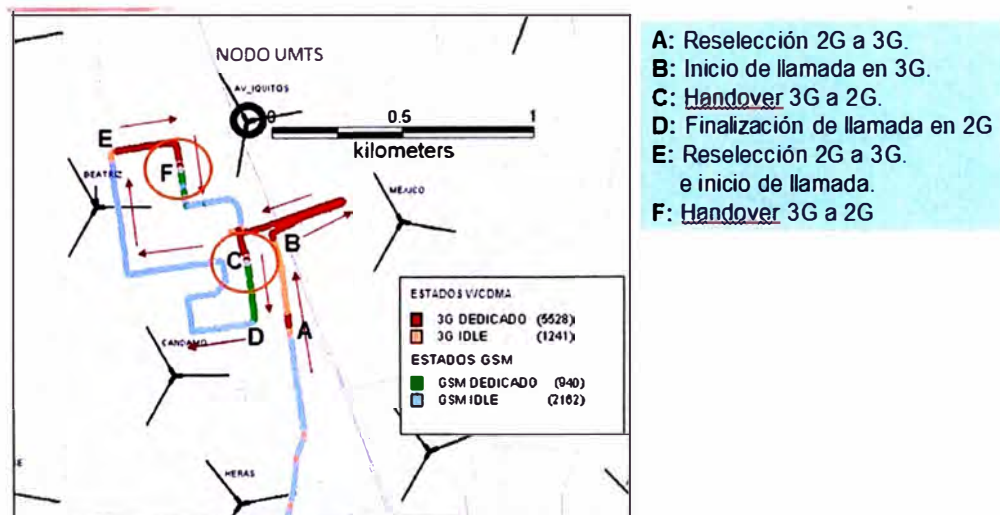 NODO UMTS
AV_IQUITOS
0 0.5 1
kilometers
E
F
BEATRIZ
MEXICO
B
C
A
D
CANDAMO
HERAS
ESTADOS WCDMA
3G DEDICADO (5528)
3G IDLE (1241)
ESTADOS GSM
GSM DEDICADO (940)
GSM IDLE (2162)
A: Reselección 2G a 3G.
B: Inicio de llamada en 3G.
C: Handover 3G a 2G.
D: Finalización de llamada en 2G
E: Reselección 2G a 3G.
e inicio de llamada.
F: Handover 3G a 2G